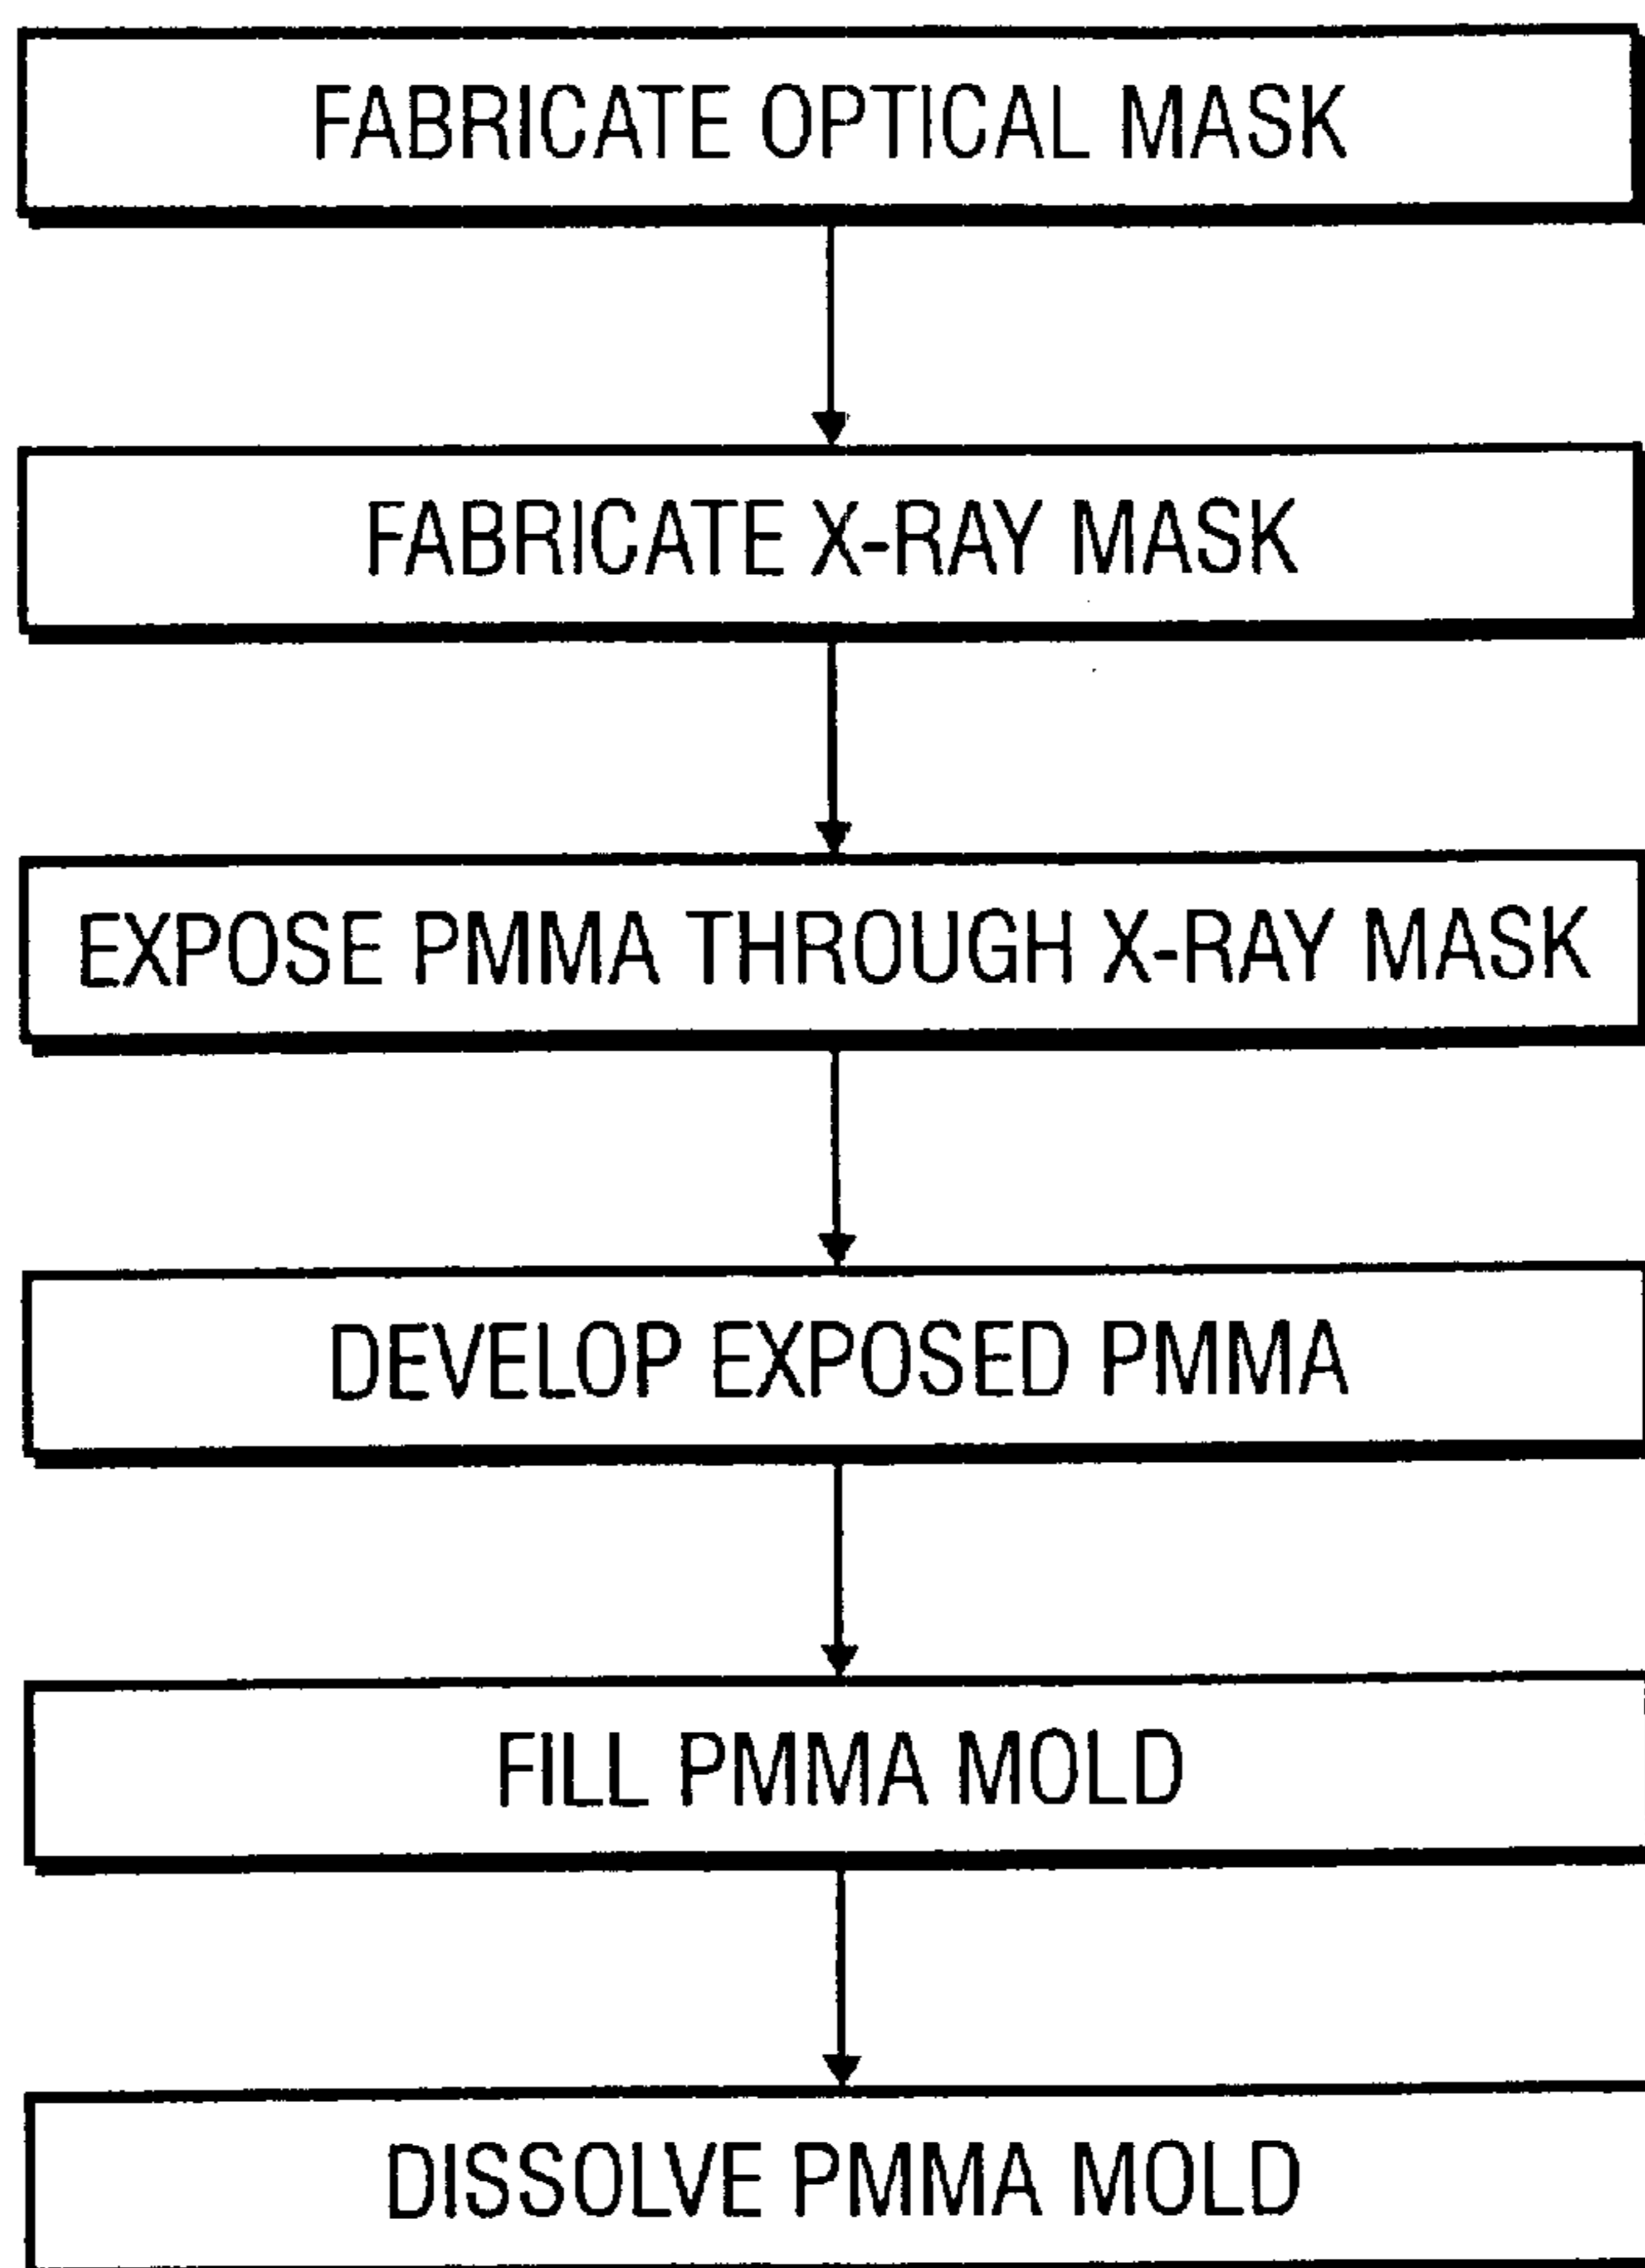 FABRICATE OPTICAL MASK
FABRICATE X-RAY MASK
EXPOSE PMMA THROUGH X-RAY MASK
DEVELOP EXPOSED PMMA
FILL PMMA MOLD
DISSOLVE PMMA MOLD